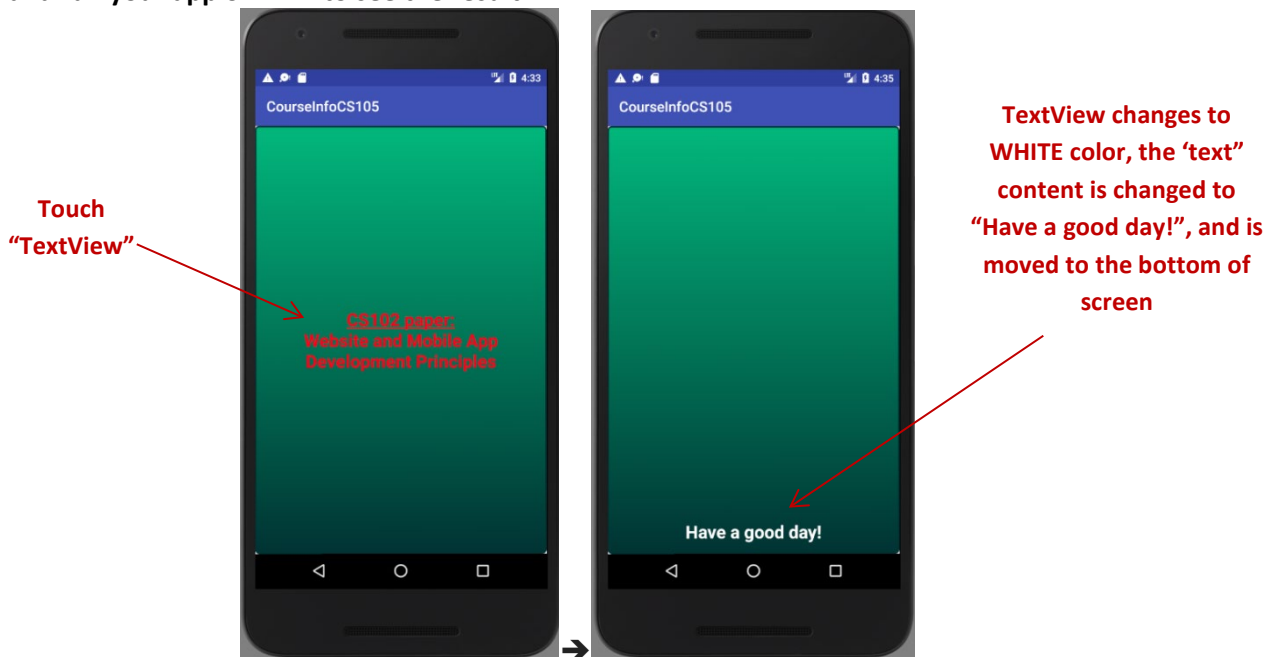 Touch
“TextView”
4:33
CourseInfoCS105
CS102 paper:
Website and Mobile App
Development Principles
➔
4:35
CourseInfoCS105
Have a good day!
TextView changes to
WHITE color, the ‘text”
content is changed to
“Have a good day!”, and is
moved to the bottom of
screen